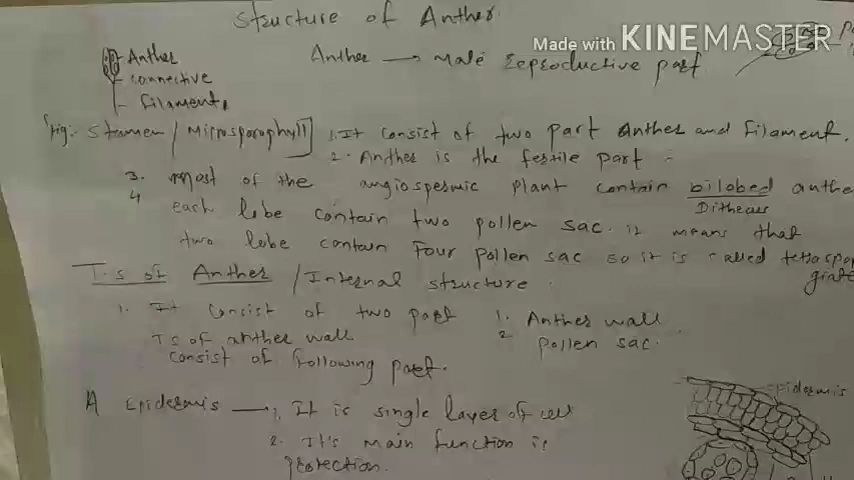 Structure of Anther.
Made with KINEMASTER
Anther
connective
filament,
Anther → Male reproductive part
Fig:- Stamen / Microsporophyll] 1. It consist of two part Anther and filament.
2. Anther is the fertile part -
3. Most of the angiospermic plant contain bilobed anthe
Dithecus
4 each lobe contain two pollen sac. it means that
two lobe contain Four pollen sac so it is called tetraspor
giate
T.s of Anther / Internal structure.
1. It consist of two part 1. Anther wall
2 pollen sac.
T s of anther wall
consist of following part.
A Epidermis → 1. It is single layer of cell
2. It's main function is
protection.
epidermis